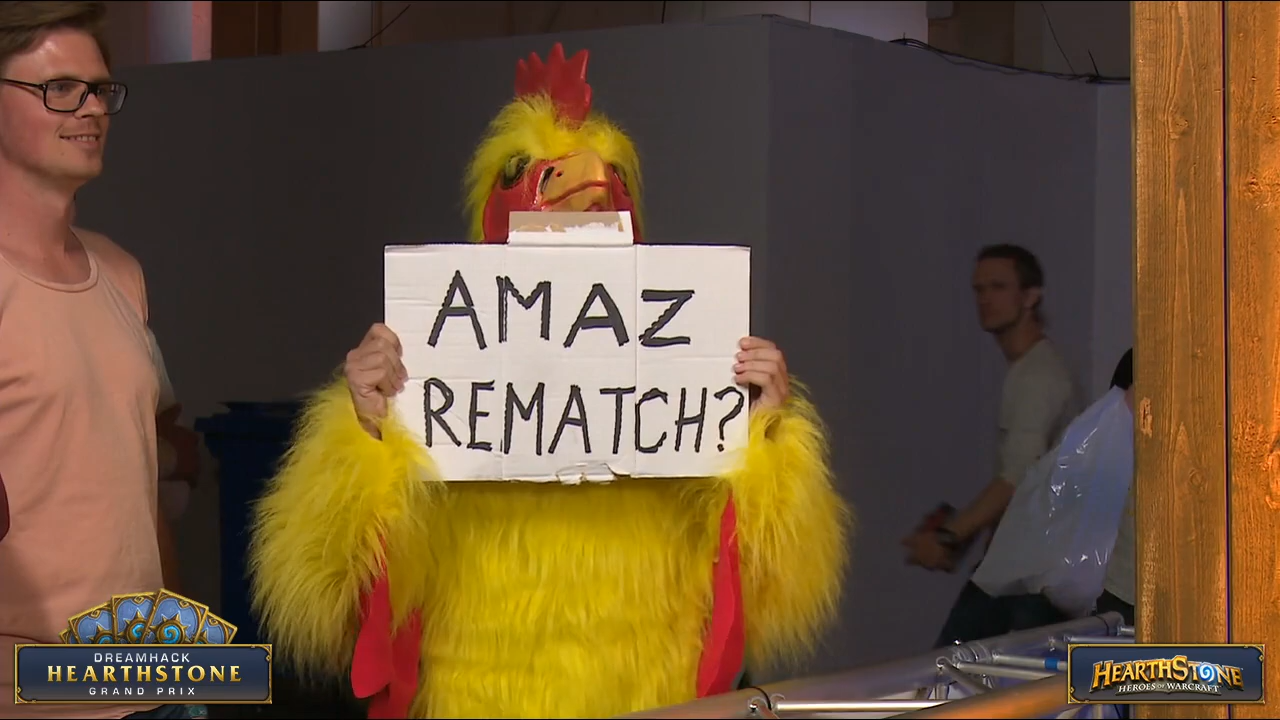 AMAZ
REMATCH?
DREAMHACK
HEARTHSTONE
GRAND PRIX
HEARTHSTONE
HEROES OF WARCRAFT